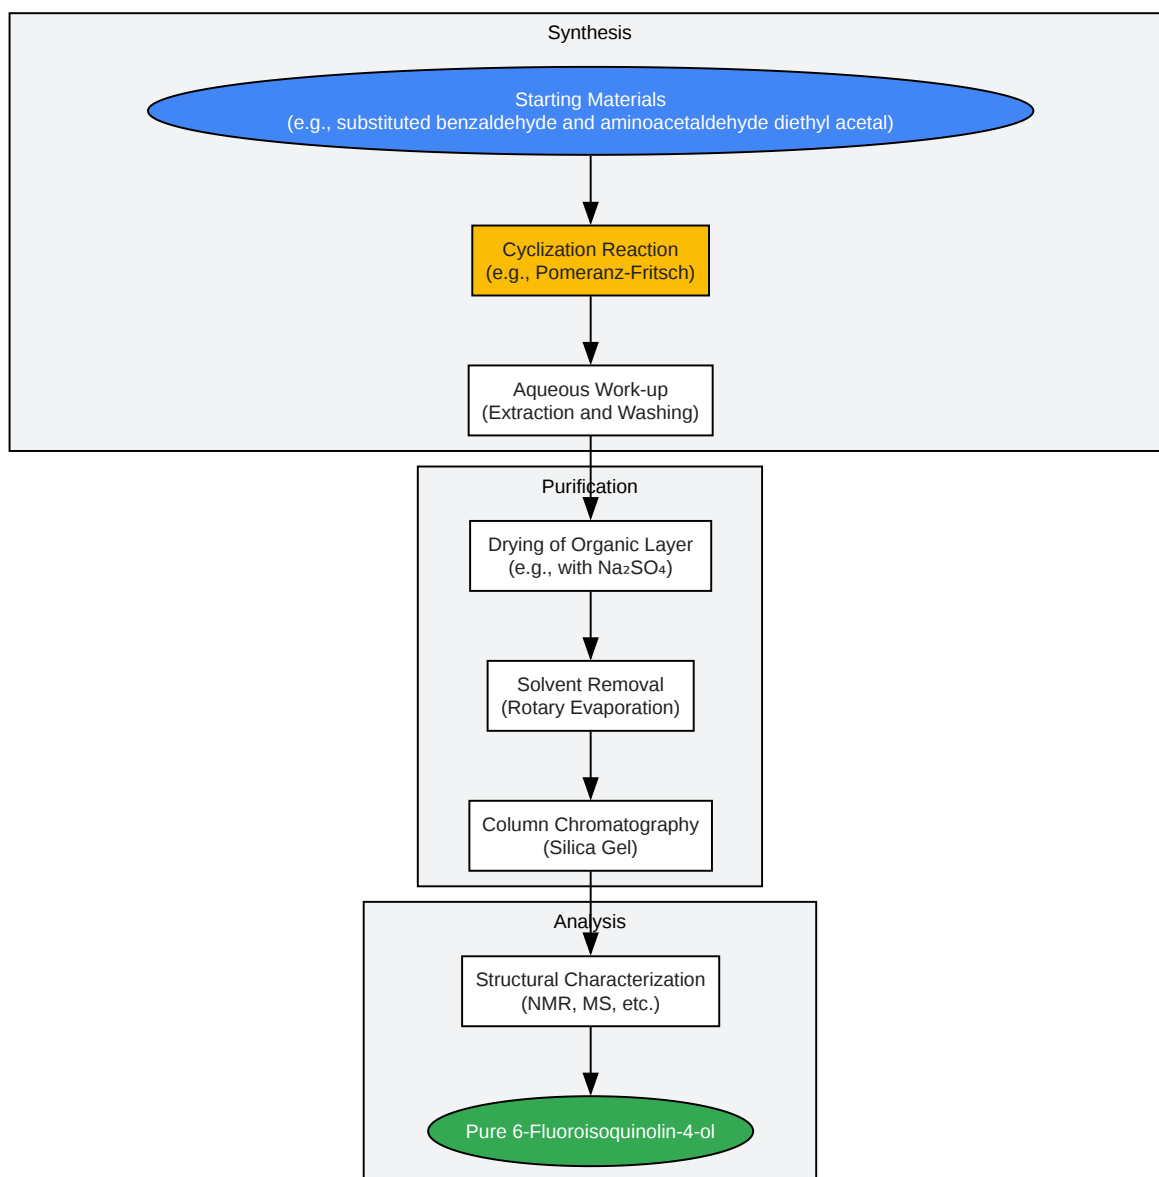 Synthesis
Starting Materials
(e.g., substituted benzaldehyde and aminoacetaldehyde diethyl acetal)
Cyclization Reaction
(e.g., Pomeranz-Fritsch)
Aqueous Work-up
(Extraction and Washing)
Purification
Drying of Organic Layer
(e.g., with Na₂SO₄)
Solvent Removal
(Rotary Evaporation)
Column Chromatography
(Silica Gel)
Analysis
Structural Characterization
(NMR, MS, etc.)
Pure 6-Fluoroisoquinolin-4-ol